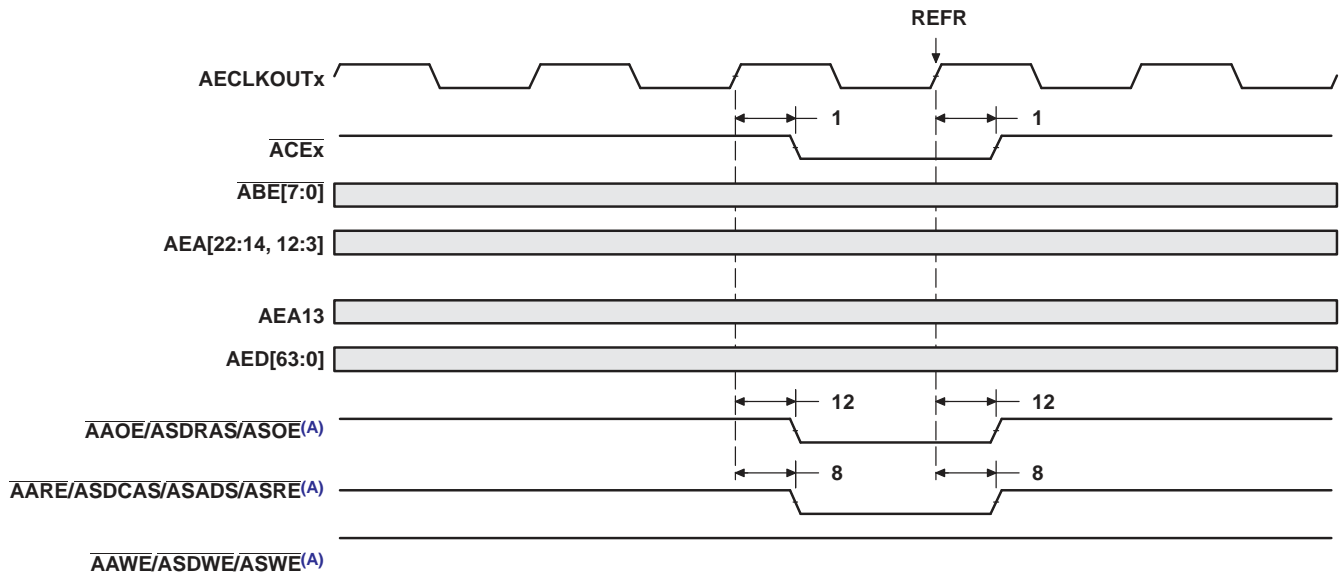 REFR
AECLKOUTx
1 1
ACEx
ABE[7:0]
AEA[22:14, 12:3]
AEA13
AED[63:0]
12 12
AAOE/ASDRAS/ASOE(A)
8 8
AARE/ASDCAS/ASADS/ASRE(A)
AAWE/ASDWE/ASWE(A)